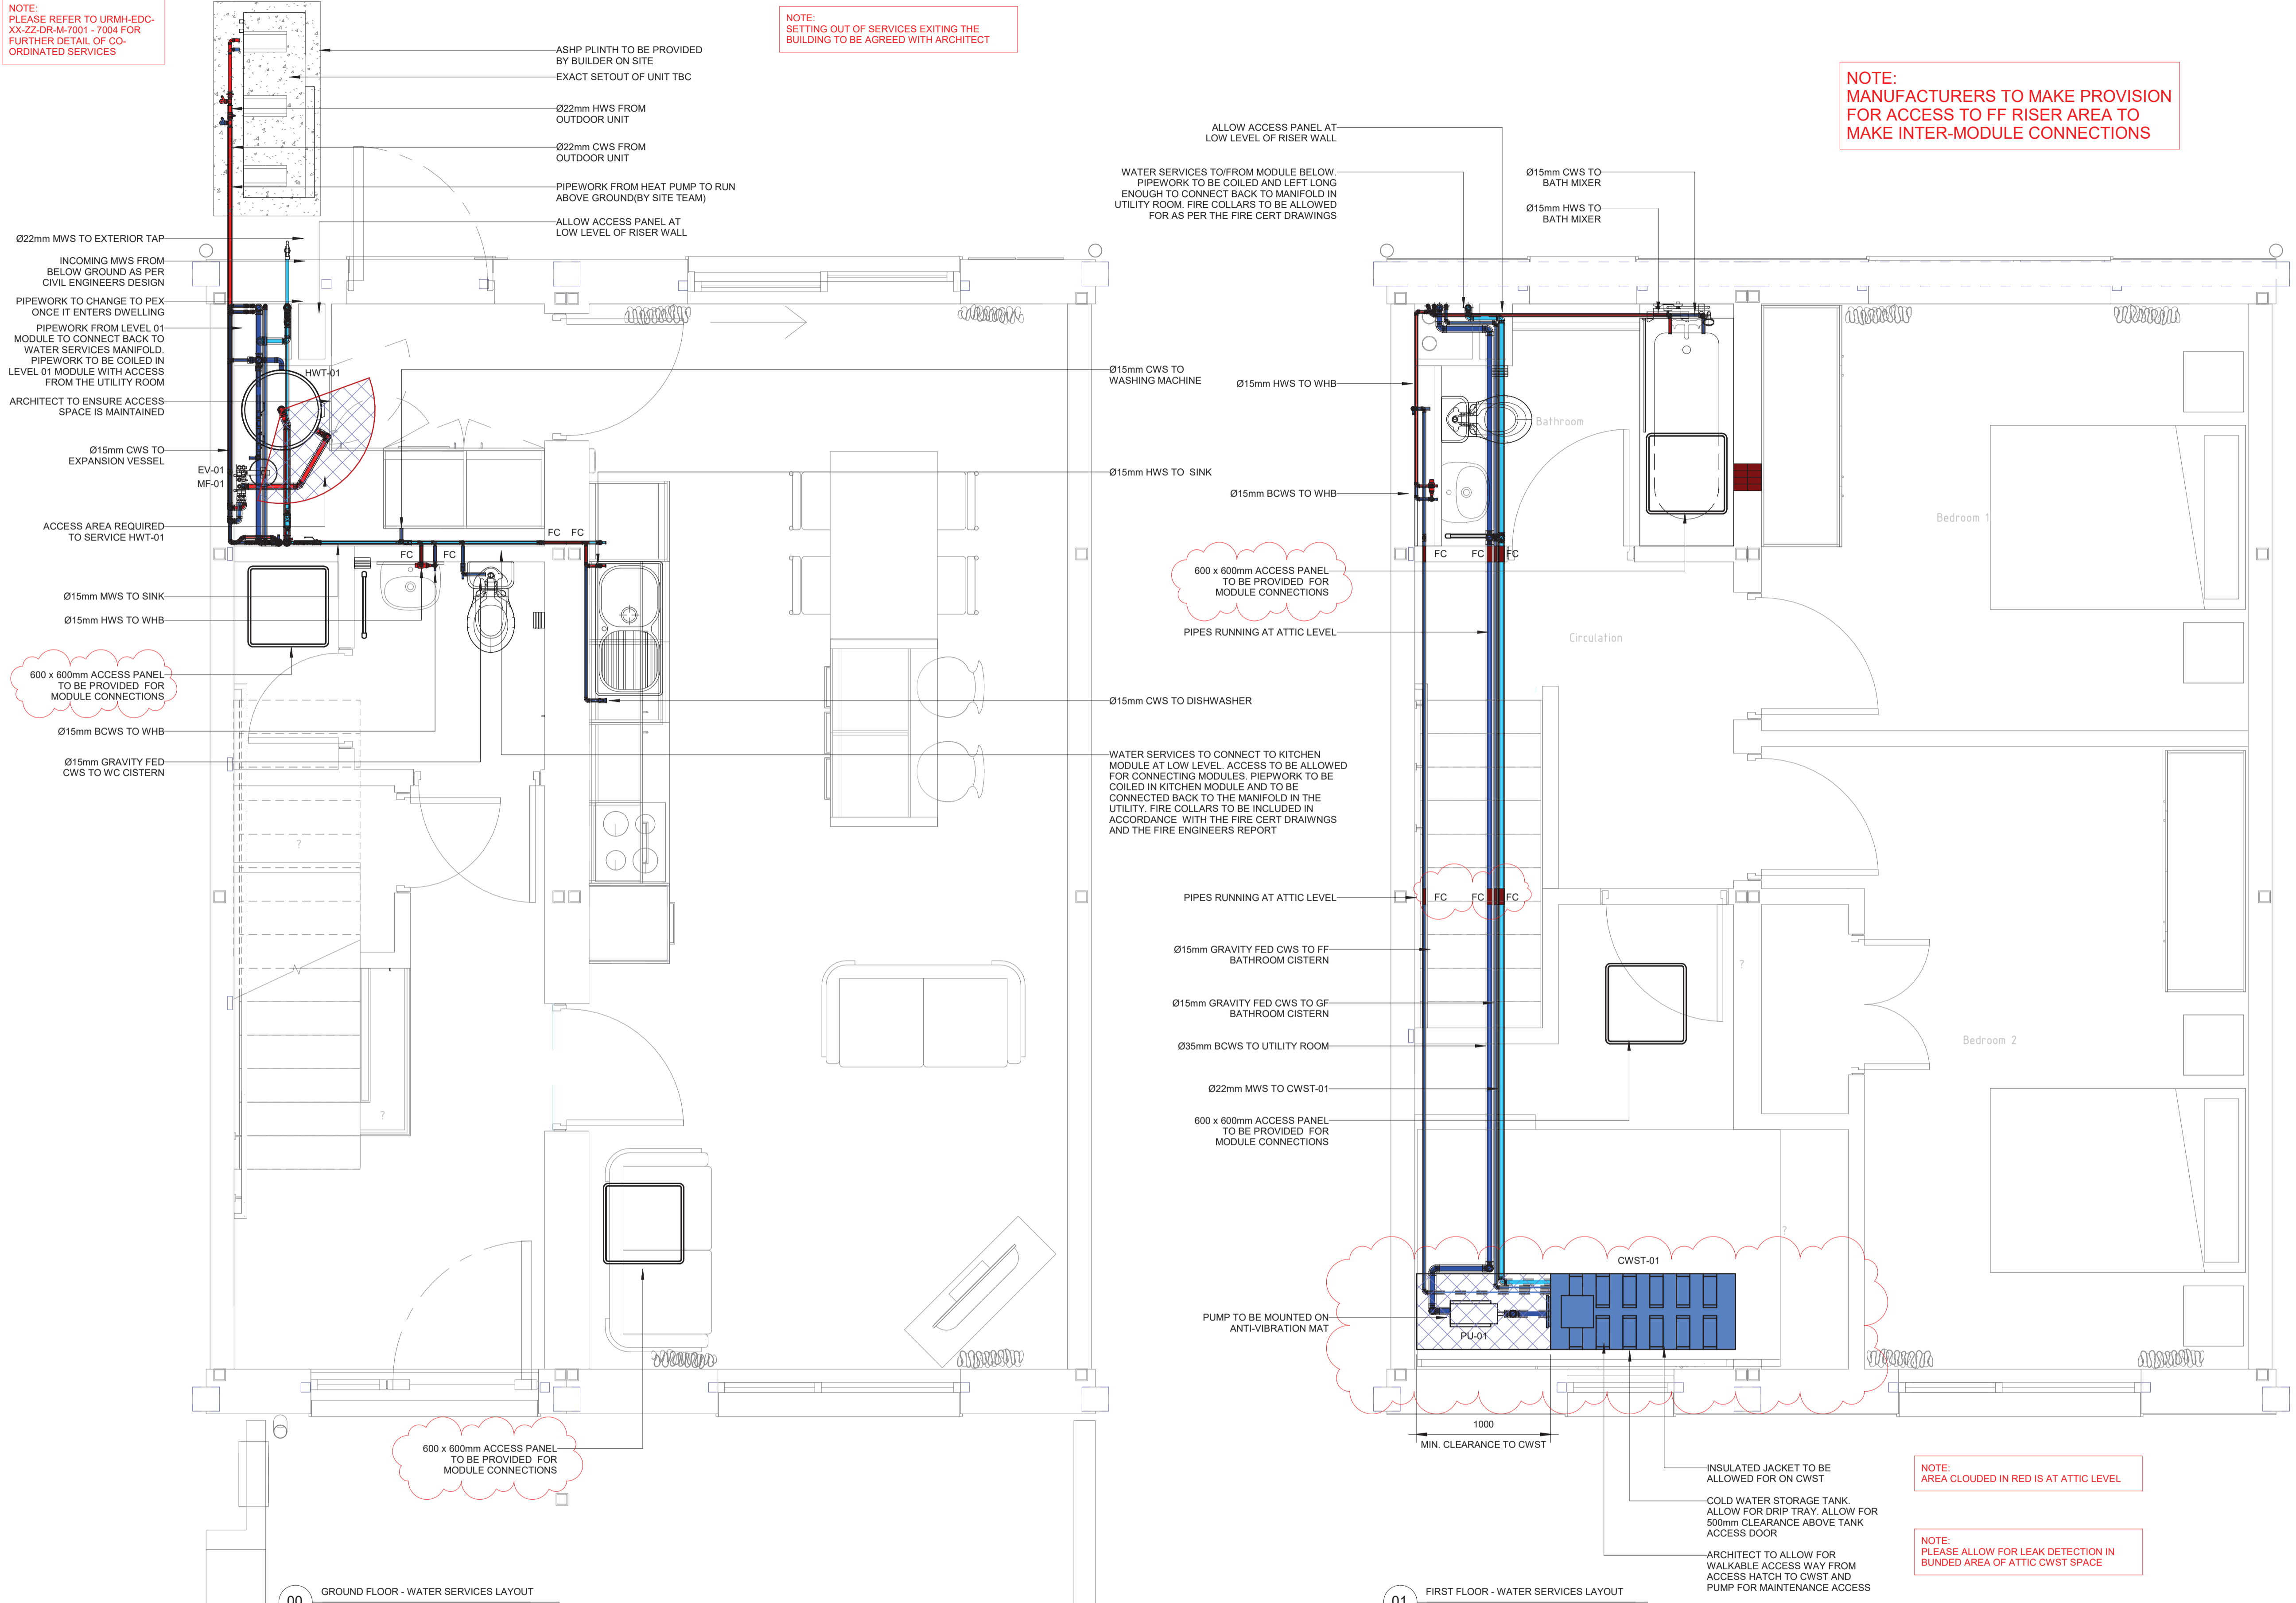 NOTE:
PLEASE REFER TO URMH-EDC-
XX-ZZ-DR-M-7001 - 7004 FOR
FURTHER DETAIL OF CO-
ORDINATED SERVICES
NOTE:
SETTING OUT OF SERVICES EXITING THE
BUILDING TO BE AGREED WITH ARCHITECT
NOTE:
MANUFACTURERS TO MAKE PROVISION
FOR ACCESS TO FF RISER AREA TO
MAKE INTER-MODULE CONNECTIONS
ASHP PLINTH TO BE PROVIDED
BY BUILDER ON SITE
EXACT SETOUT OF UNIT TBC
Ø22mm HWS FROM
OUTDOOR UNIT
Ø22mm CWS FROM
OUTDOOR UNIT
PIPEWORK FROM HEAT PUMP TO RUN
ABOVE GROUND(BY SITE TEAM)
ALLOW ACCESS PANEL AT
LOW LEVEL OF RISER WALL
Ø22mm MWS TO EXTERIOR TAP
INCOMING MWS FROM
BELOW GROUND AS PER
CIVIL ENGINEERS DESIGN
PIPEWORK TO CHANGE TO PEX
ONCE IT ENTERS DWELLING
PIPEWORK FROM LEVEL 01
MODULE TO CONNECT BACK TO
WATER SERVICES MANIFOLD.
PIPEWORK TO BE COILED IN
LEVEL 01 MODULE WITH ACCESS
FROM THE UTILITY ROOM
ARCHITECT TO ENSURE ACCESS
SPACE IS MAINTAINED
Ø15mm CWS TO
EXPANSION VESSEL
EV-01
MF-01
HWT-01
ACCESS AREA REQUIRED
TO SERVICE HWT-01
Ø15mm MWS TO SINK
Ø15mm HWS TO WHB
600 x 600mm ACCESS PANEL
TO BE PROVIDED FOR
MODULE CONNECTIONS
Ø15mm BCWS TO WHB
Ø15mm GRAVITY FED
CWS TO WC CISTERN
FC FC
FC FC
?
?
Ø15mm CWS TO
WASHING MACHINE
Ø15mm HWS TO SINK
Ø15mm CWS TO DISHWASHER
WATER SERVICES TO CONNECT TO KITCHEN
MODULE AT LOW LEVEL. ACCESS TO BE ALLOWED
FOR CONNECTING MODULES. PIEPWORK TO BE
COILED IN KITCHEN MODULE AND TO BE
CONNECTED BACK TO THE MANIFOLD IN THE
UTILITY. FIRE COLLARS TO BE INCLUDED IN
ACCORDANCE WITH THE FIRE CERT DRAIWNGS
AND THE FIRE ENGINEERS REPORT
600 x 600mm ACCESS PANEL
TO BE PROVIDED FOR
MODULE CONNECTIONS
00
GROUND FLOOR - WATER SERVICES LAYOUT
ALLOW ACCESS PANEL AT
LOW LEVEL OF RISER WALL
WATER SERVICES TO/FROM MODULE BELOW.
PIPEWORK TO BE COILED AND LEFT LONG
ENOUGH TO CONNECT BACK TO MANIFOLD IN
UTILITY ROOM. FIRE COLLARS TO BE ALLOWED
FOR AS PER THE FIRE CERT DRAWINGS
Ø15mm CWS TO
BATH MIXER
Ø15mm HWS TO
BATH MIXER
Ø15mm HWS TO WHB
Bathroom
Ø15mm BCWS TO WHB
Bedroom 1
FC FC FC
600 x 600mm ACCESS PANEL
TO BE PROVIDED FOR
MODULE CONNECTIONS
PIPES RUNNING AT ATTIC LEVEL
Circulation
PIPES RUNNING AT ATTIC LEVEL
FC FC FC
Ø15mm GRAVITY FED CWS TO FF
BATHROOM CISTERN
?
Ø15mm GRAVITY FED CWS TO GF
BATHROOM CISTERN
Ø35mm BCWS TO UTILITY ROOM
Bedroom 2
Ø22mm MWS TO CWST-01
600 x 600mm ACCESS PANEL
TO BE PROVIDED FOR
MODULE CONNECTIONS
?
CWST-01
PUMP TO BE MOUNTED ON
ANTI-VIBRATION MAT
PU-01
1000
MIN. CLEARANCE TO CWST
INSULATED JACKET TO BE
ALLOWED FOR ON CWST
COLD WATER STORAGE TANK.
ALLOW FOR DRIP TRAY. ALLOW FOR
500mm CLEARANCE ABOVE TANK
ACCESS DOOR
ARCHITECT TO ALLOW FOR
WALKABLE ACCESS WAY FROM
ACCESS HATCH TO CWST AND
PUMP FOR MAINTENANCE ACCESS
NOTE:
AREA CLOUDED IN RED IS AT ATTIC LEVEL
NOTE:
PLEASE ALLOW FOR LEAK DETECTION IN
BUNDED AREA OF ATTIC CWST SPACE
01
FIRST FLOOR - WATER SERVICES LAYOUT